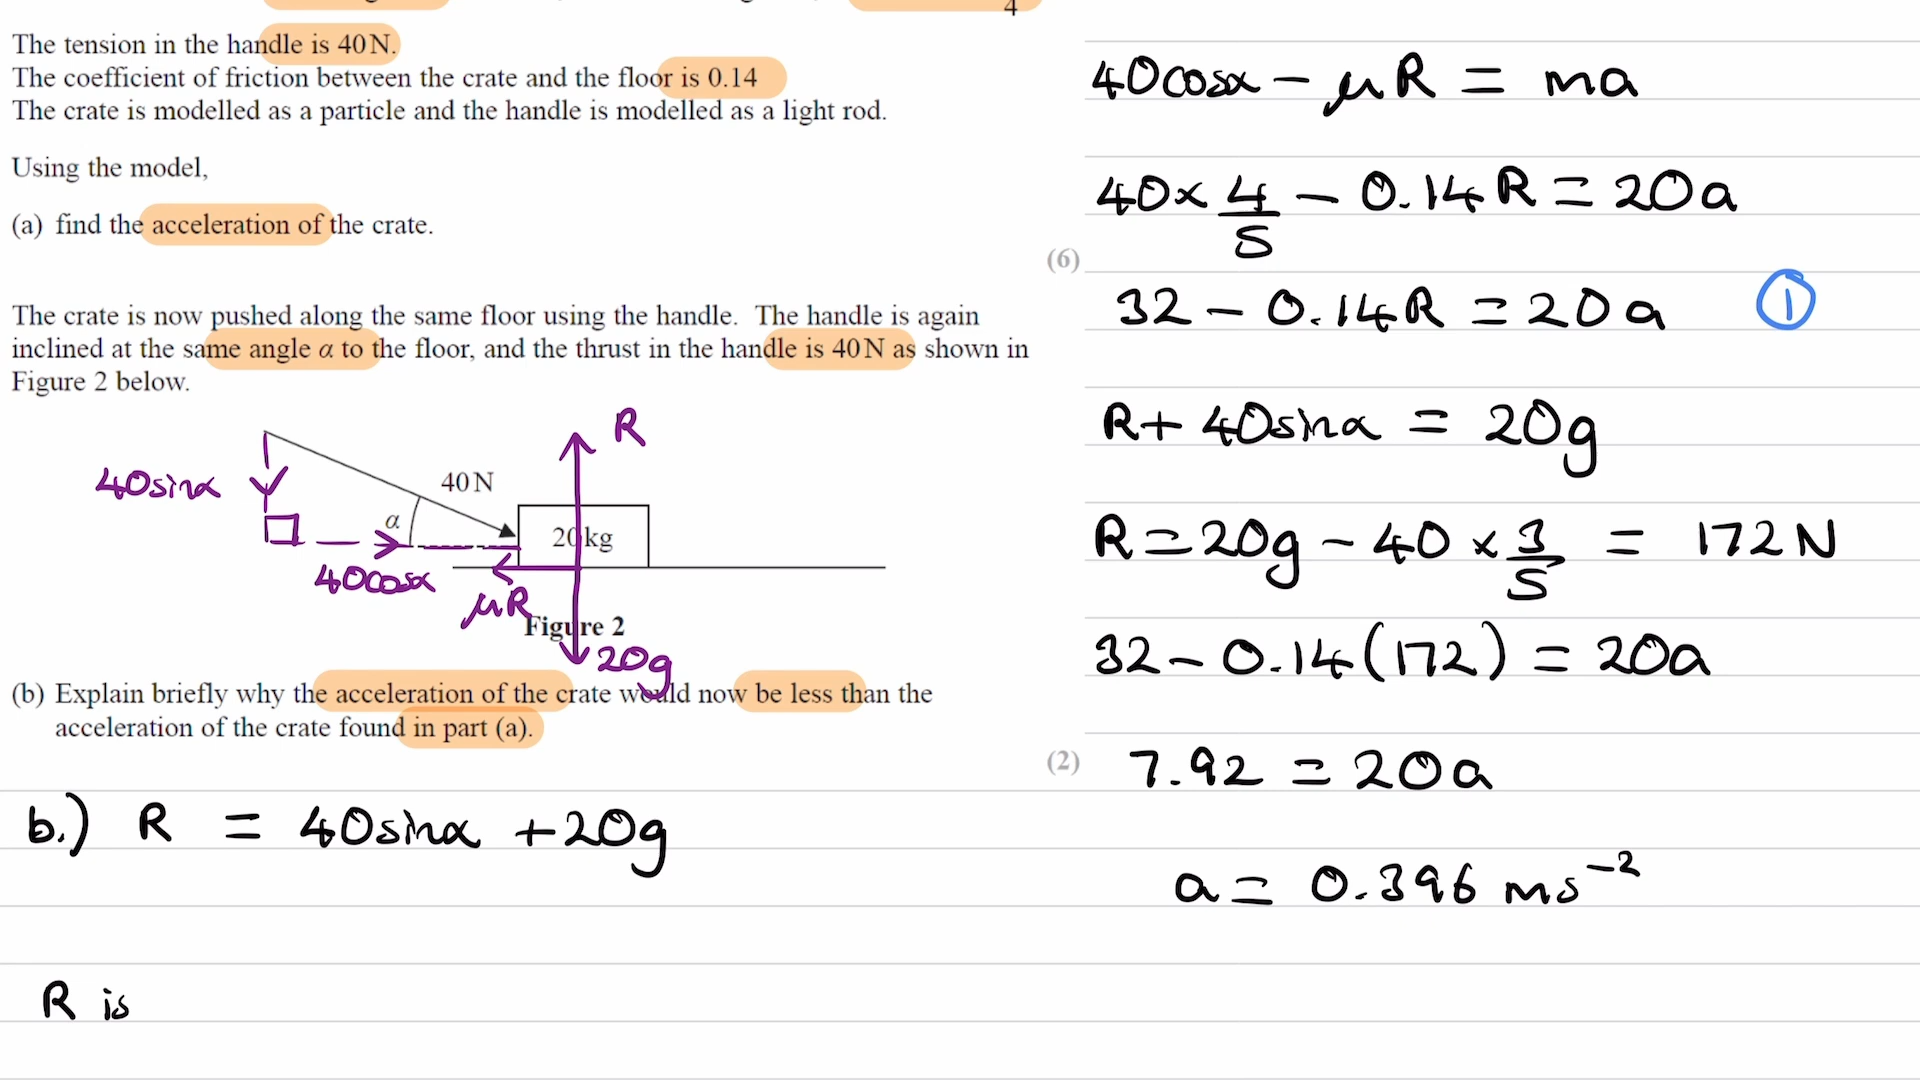 4
The tension in the handle is 40 N.
The coefficient of friction between the crate and the floor is 0.14
The crate is modelled as a particle and the handle is modelled as a light rod.
Using the model,
(a) find the acceleration of the crate.
(6)
The crate is now pushed along the same floor using the handle. The handle is again
inclined at the same angle α to the floor, and the thrust in the handle is 40 N as shown in
Figure 2 below.
R
40sinα
40 N
α
20 kg
40cosα
μR
Figure 2
20g
(b) Explain briefly why the acceleration of the crate would now be less than the
acceleration of the crate found in part (a).
(2)
b.) R = 40sinα + 20g
R is
40cosα − μR = ma
40 × 4/5 − 0.14R = 20a
32 − 0.14R = 20a ①
R + 40sinα = 20g
R = 20g − 40 × 3/5 = 172N
32 − 0.14(172) = 20a
7.92 = 20a
a = 0.396 ms⁻²